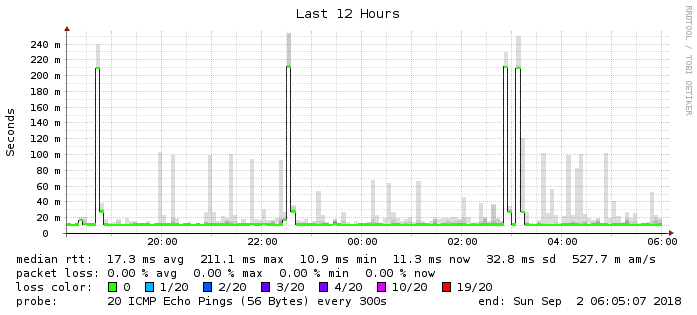 Last 12 Hours
RRDTOOL / TOBI OETIKER
Seconds
240 m
220 m
200 m
180 m
160 m
140 m
120 m
100 m
80 m
60 m
40 m
20 m
0
20:00 22:00 00:00 02:00 04:00 06:00
median rtt: 17.3 ms avg 211.1 ms max 10.9 ms min 11.3 ms now 32.8 ms sd 527.7 m am/s
packet loss: 0.00 % avg 0.00 % max 0.00 % min 0.00 % now
loss color: 0 1/20 2/20 3/20 4/20 10/20 19/20
probe: 20 ICMP Echo Pings (56 Bytes) every 300s end: Sun Sep 2 06:05:07 2018